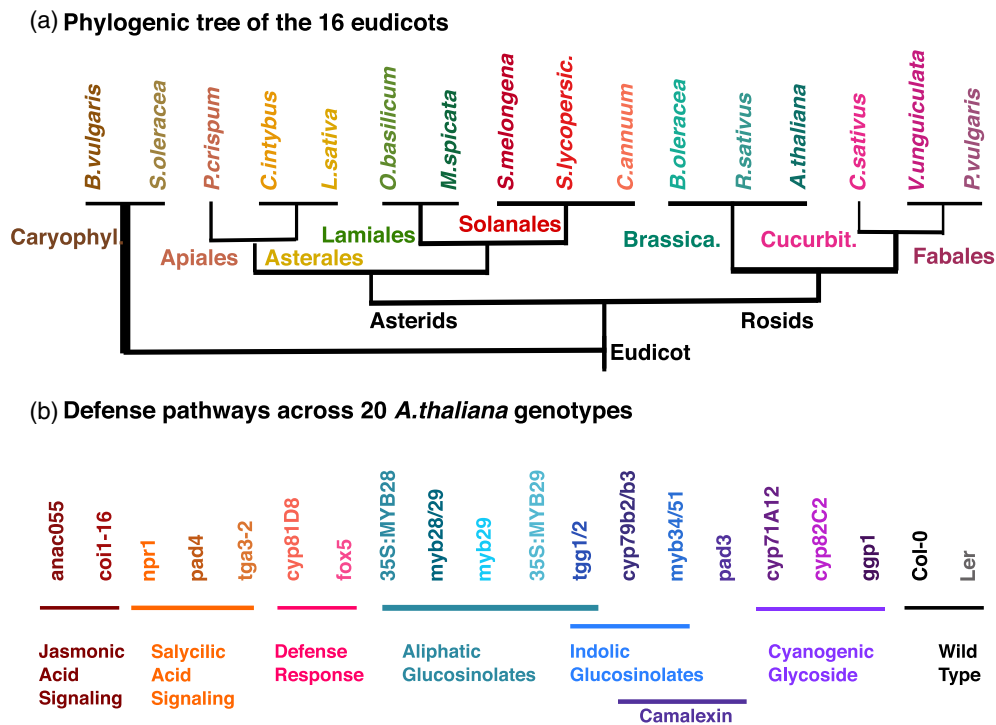 (a) Phylogenic tree of the 16 eudicots
B.vulgaris
S.oleracea
P.crispum
C.intybus
L.sativa
O.basilicum
M.spicata
S.melongena
S.lycopersic.
C.annuum
B.oleracea
R.sativus
A.thaliana
C.sativus
V.unguiculata
P.vulgaris
Caryophyl.
Apiales
Asterales
Lamiales
Solanales
Brassica.
Cucurbit.
Fabales
Asterids
Rosids
Eudicot
(b) Defense pathways across 20 A.thaliana genotypes
anac055
coi1-16
npr1
pad4
tga3-2
cyp81D8
fox5
35S:MYB28
myb28/29
myb29
35S:MYB29
tgg1/2
cyp79b2/b3
myb34/51
pad3
cyp71A12
cyp82C2
ggp1
Col-0
Ler
Jasmonic
Acid
Signaling
Salycilic
Acid
Signaling
Defense
Response
Aliphatic
Glucosinolates
Indolic
Glucosinolates
Camalexin
Cyanogenic
Glycoside
Wild
Type